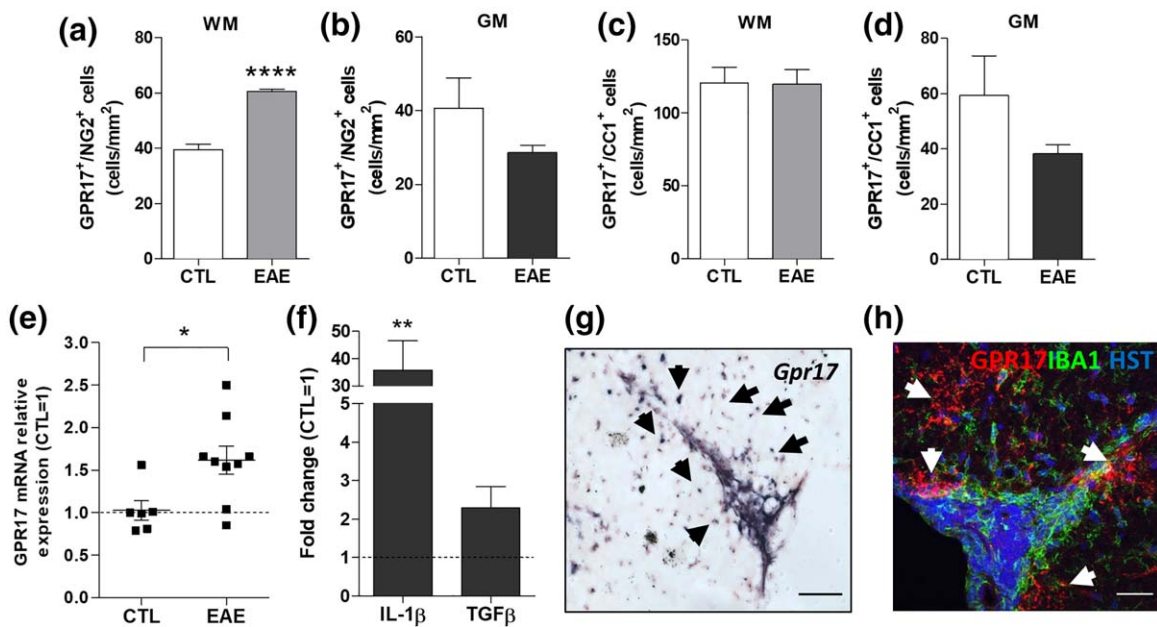 (a)
WM
GPR17+/NG2+ cells
(cells/mm2)
80
60
40
20
0
****
CTL
EAE
(b)
GM
GPR17+/NG2+ cells
(cells/mm2)
60
40
20
0
CTL
EAE
(c)
WM
GPR17+/CC1+ cells
(cells/mm2)
150
100
50
0
CTL
EAE
(d)
GM
GPR17+/CC1+ cells
(cells/mm2)
80
60
40
20
0
CTL
EAE
(e)
GPR17 mRNA relative
expression (CTL=1)
3.0
2.5
2.0
1.5
1.0
0.5
0.0
*
CTL
EAE
(f)
Fold change (CTL=1)
50
40
30
5
4
3
2
1
0
**
IL-1β
TGFβ
(g)
Gpr17
(h)
GPR17IBA1 HST